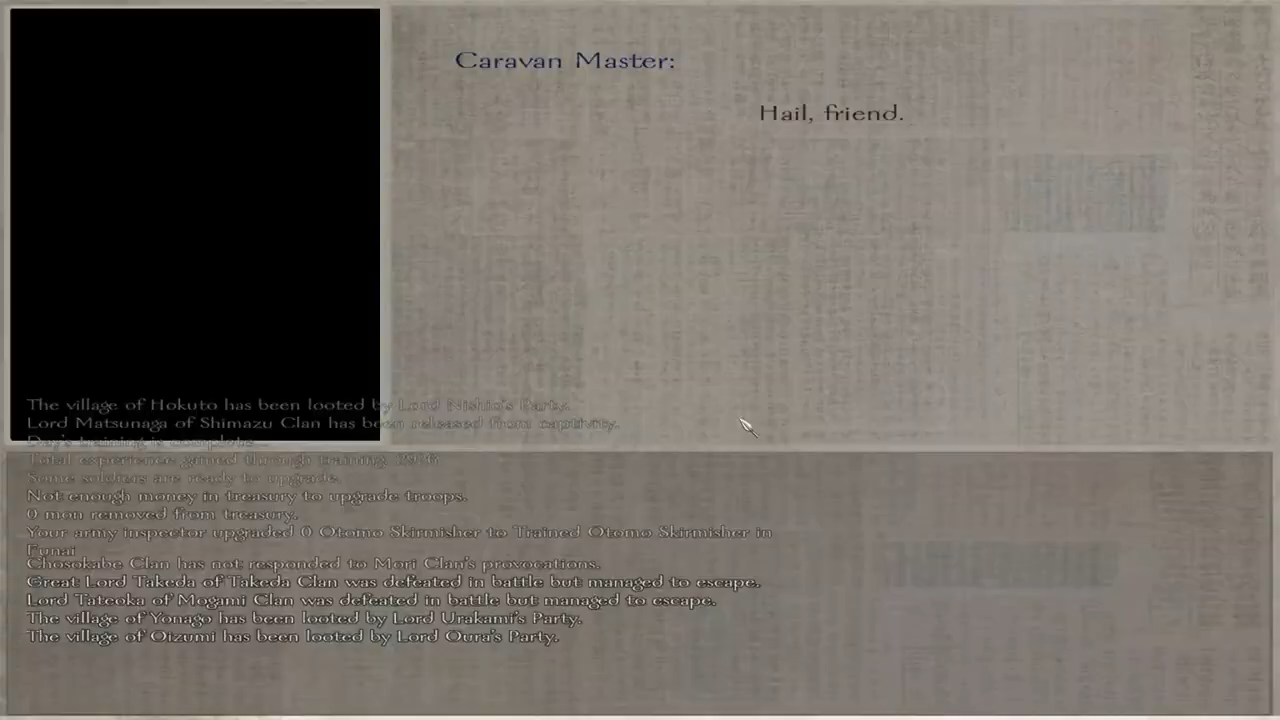 Caravan Master:
Hail, friend.
The village of Hokuto has been looted by Lord Nishio's Party.
Lord Matsunaga of Shimazu Clan has been released from captivity.
Day's training is complete...
Total experience gained through training:
Some soldiers are ready to upgrade.
Not enough money in treasury to upgrade troops.
0 mon removed from treasury.
Your army inspector upgraded 0 Otomo Skirmisher to Trained Otomo Skirmisher in
Funai
Chosokabe Clan has not responded to Mori Clan's provocations.
Great Lord Takeda of Takeda Clan was defeated in battle but managed to escape.
Lord Tateoka of Mogami Clan was defeated in battle but managed to escape.
The village of Yonago has been looted by Lord Urakami's Party.
The village of Oizumi has been looted by Lord Oura's Party.